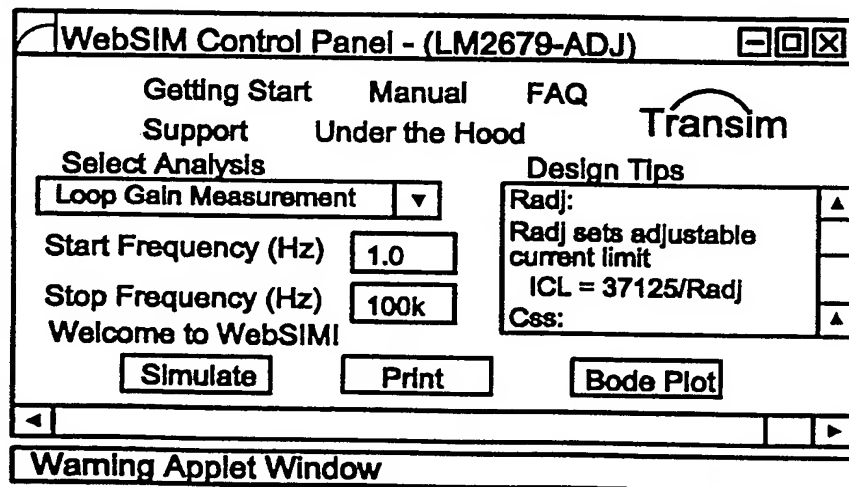 WebSIM Control Panel - (LM2679-ADJ)
Getting Start Manual FAQ
Support Under the Hood
Transim
Select Analysis
Loop Gain Measurement
Start Frequency (Hz) 1.0
Stop Frequency (Hz) 100k
Welcome to WebSIM!
Design Tips
Radj:
Radj sets adjustable
current limit
ICL = 37125/Radj
Css:
Simulate Print Bode Plot
Warning Applet Window